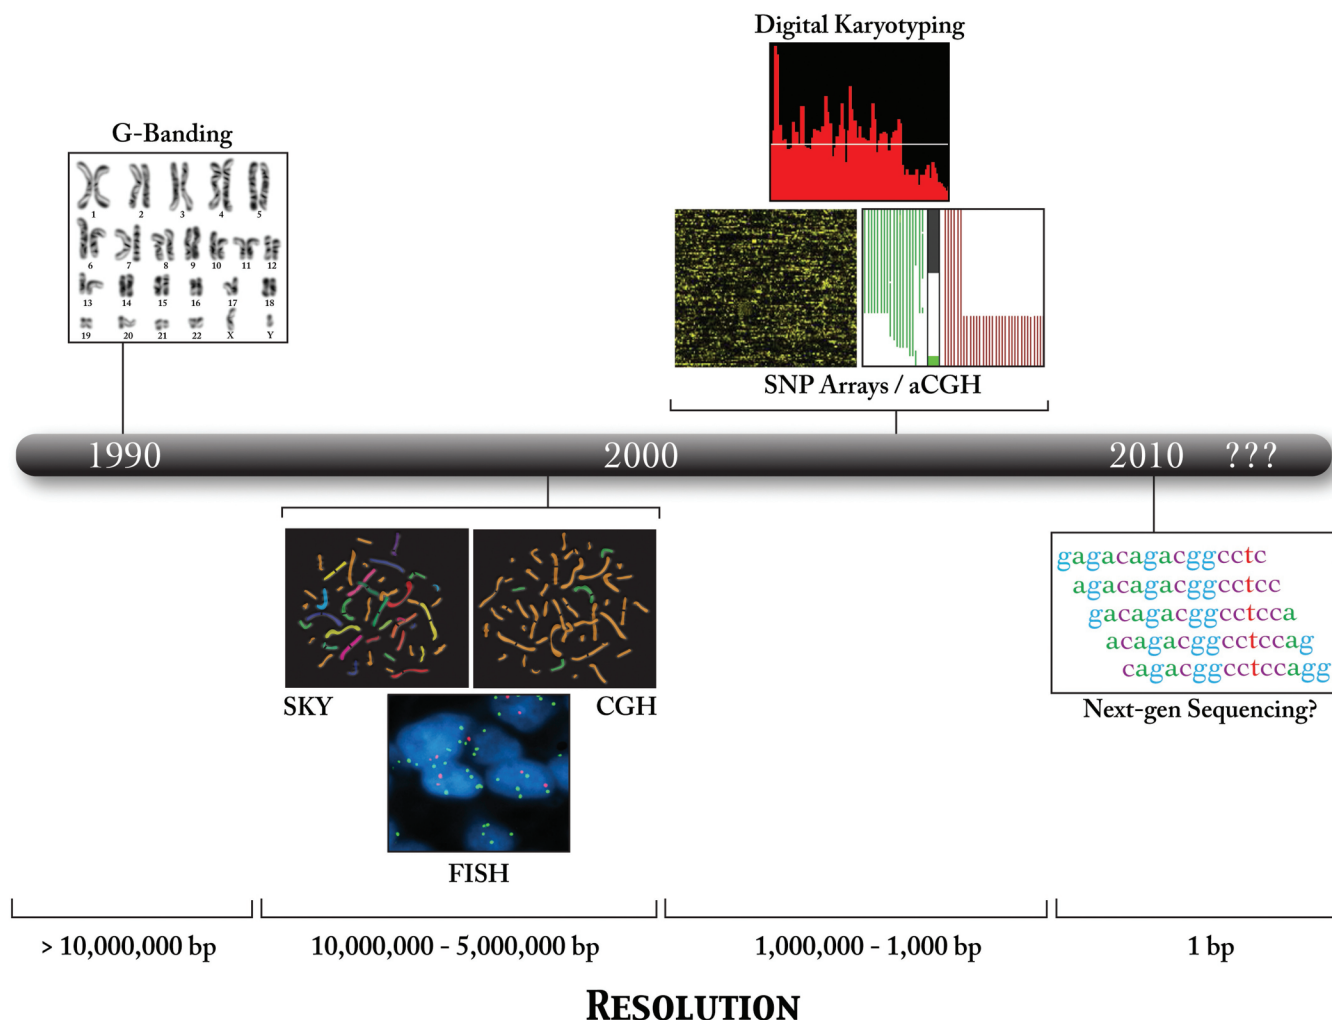 Digital Karyotyping
G-Banding
1 2 3 4 5
6 7 8 9 10 11 12
13 14 15 16 17 18
19 20 21 22 X Y
SNP Arrays / aCGH
1990 2000 2010 ???
gagacagacggcctc
agacagacggcctcc
gacagacggcctcca
acagacggcctccag
cagacggcctccagg
SKY CGH
Next-gen Sequencing?
FISH
> 10,000,000 bp 10,000,000 - 5,000,000 bp 1,000,000 - 1,000 bp 1 bp
RESOLUTION